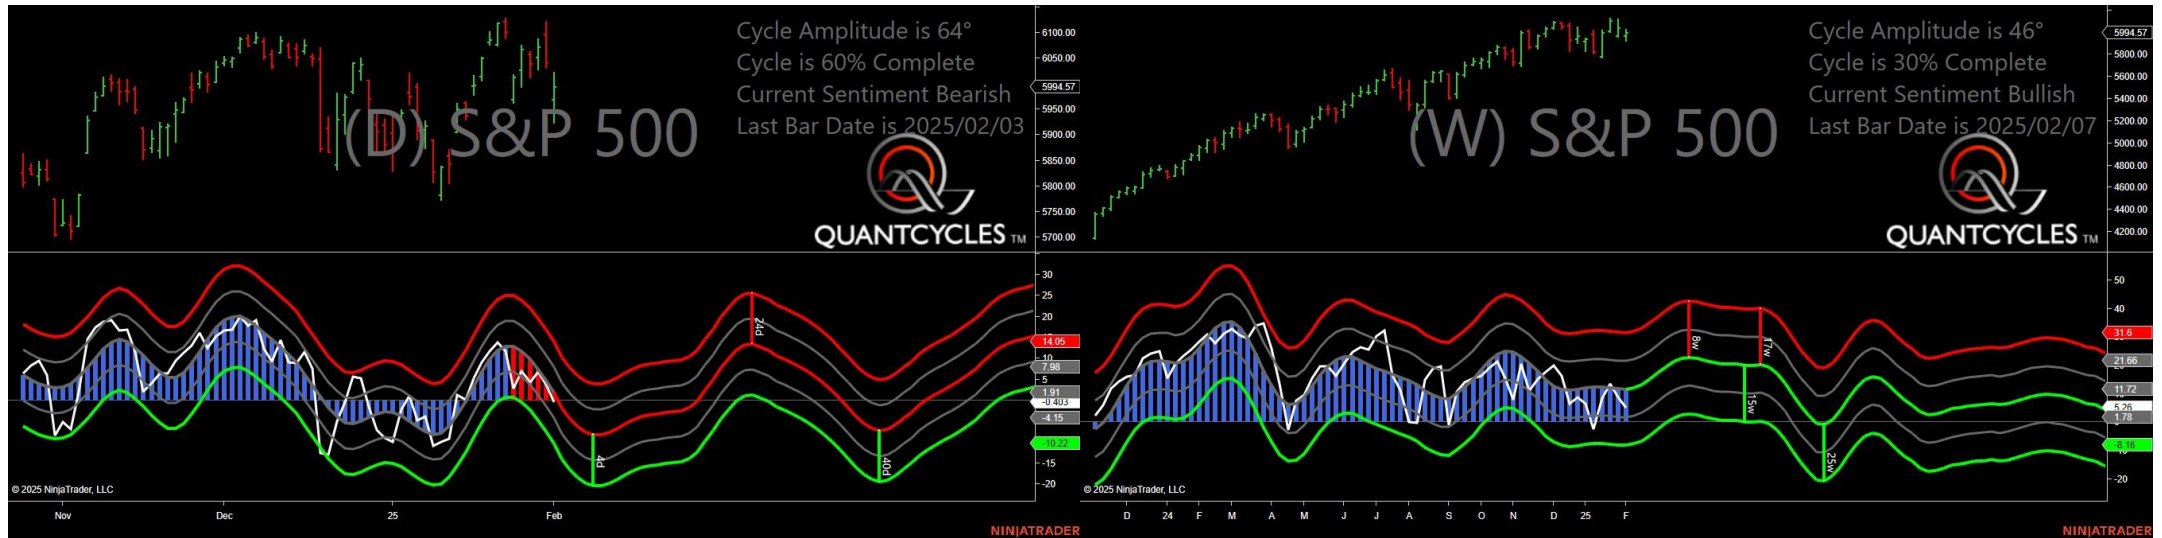 Cycle Amplitude is 64°
Cycle is 60% Complete
Current Sentiment Bearish
Last Bar Date is 2025/02/03
(D) S&P 500
QUANTCYCLES TM
6100.00
6050.00
5994.57
5950.00
5900.00
5850.00
5800.00
5750.00
5700.00
30
25
20
14.05
10
7.98
5
1.91
-0.403
-4.15
-10.22
-15
-20
24d
4d
40d
© 2025 NinjaTrader, LLC
Nov
Dec
25
Feb
NINJATRADER
Cycle Amplitude is 46°
Cycle is 30% Complete
Current Sentiment Bullish
Last Bar Date is 2025/02/07
(W) S&P 500
QUANTCYCLES TM
5994.57
5800.00
5600.00
5400.00
5200.00
5000.00
4800.00
4600.00
4400.00
4200.00
50
40
31.6
21.66
11.72
5.26
1.78
-8.16
-20
8w
17w
15w
25w
© 2025 NinjaTrader, LLC
D 24 F M A M J J A S O N D 25 F
NINJATRADER